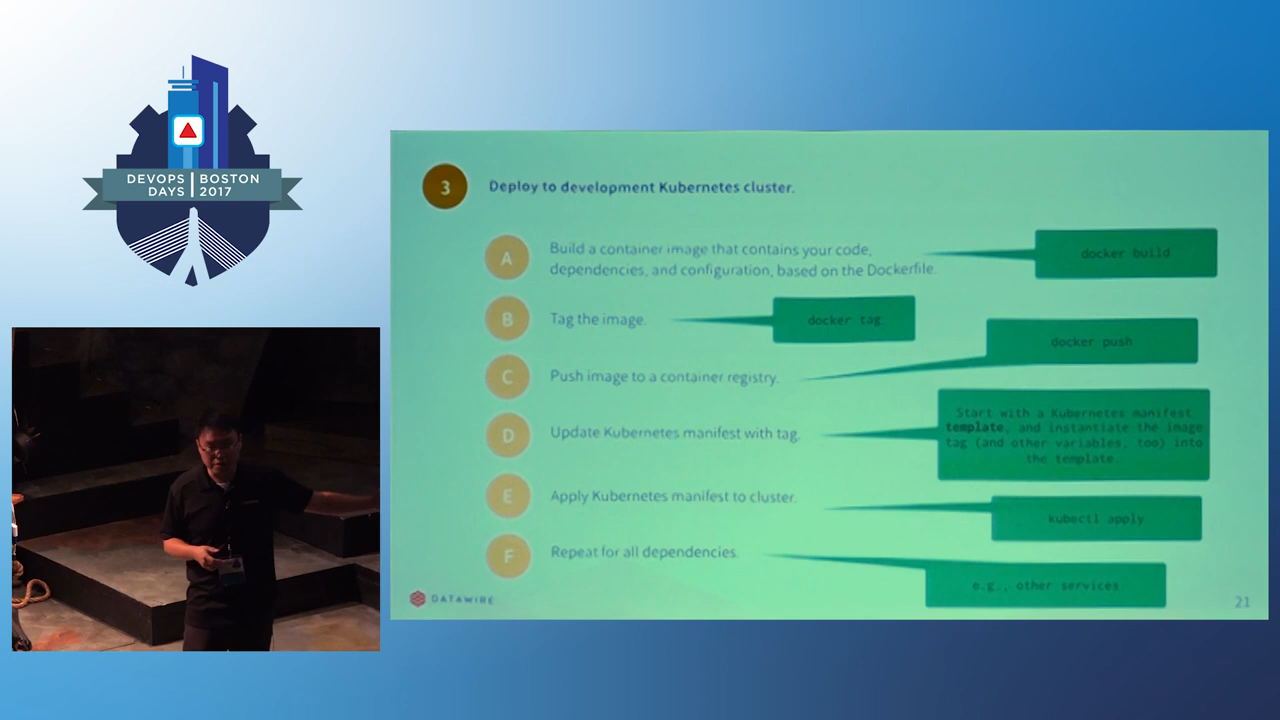 DEVOPS BOSTON
DAYS 2017
3
Deploy to development Kubernetes cluster.
A
Build a container image that contains your code,
dependencies, and configuration, based on the Dockerfile.
docker build
B
Tag the image.
docker tag
C
Push image to a container registry.
docker push
D
Update Kubernetes manifest with tag.
Start with a Kubernetes manifest
template, and instantiate the image
tag (and other variables, too) into
the template.
E
Apply Kubernetes manifest to cluster.
kubectl apply
F
Repeat for all dependencies.
e.g., other services
DATAWIRE
21